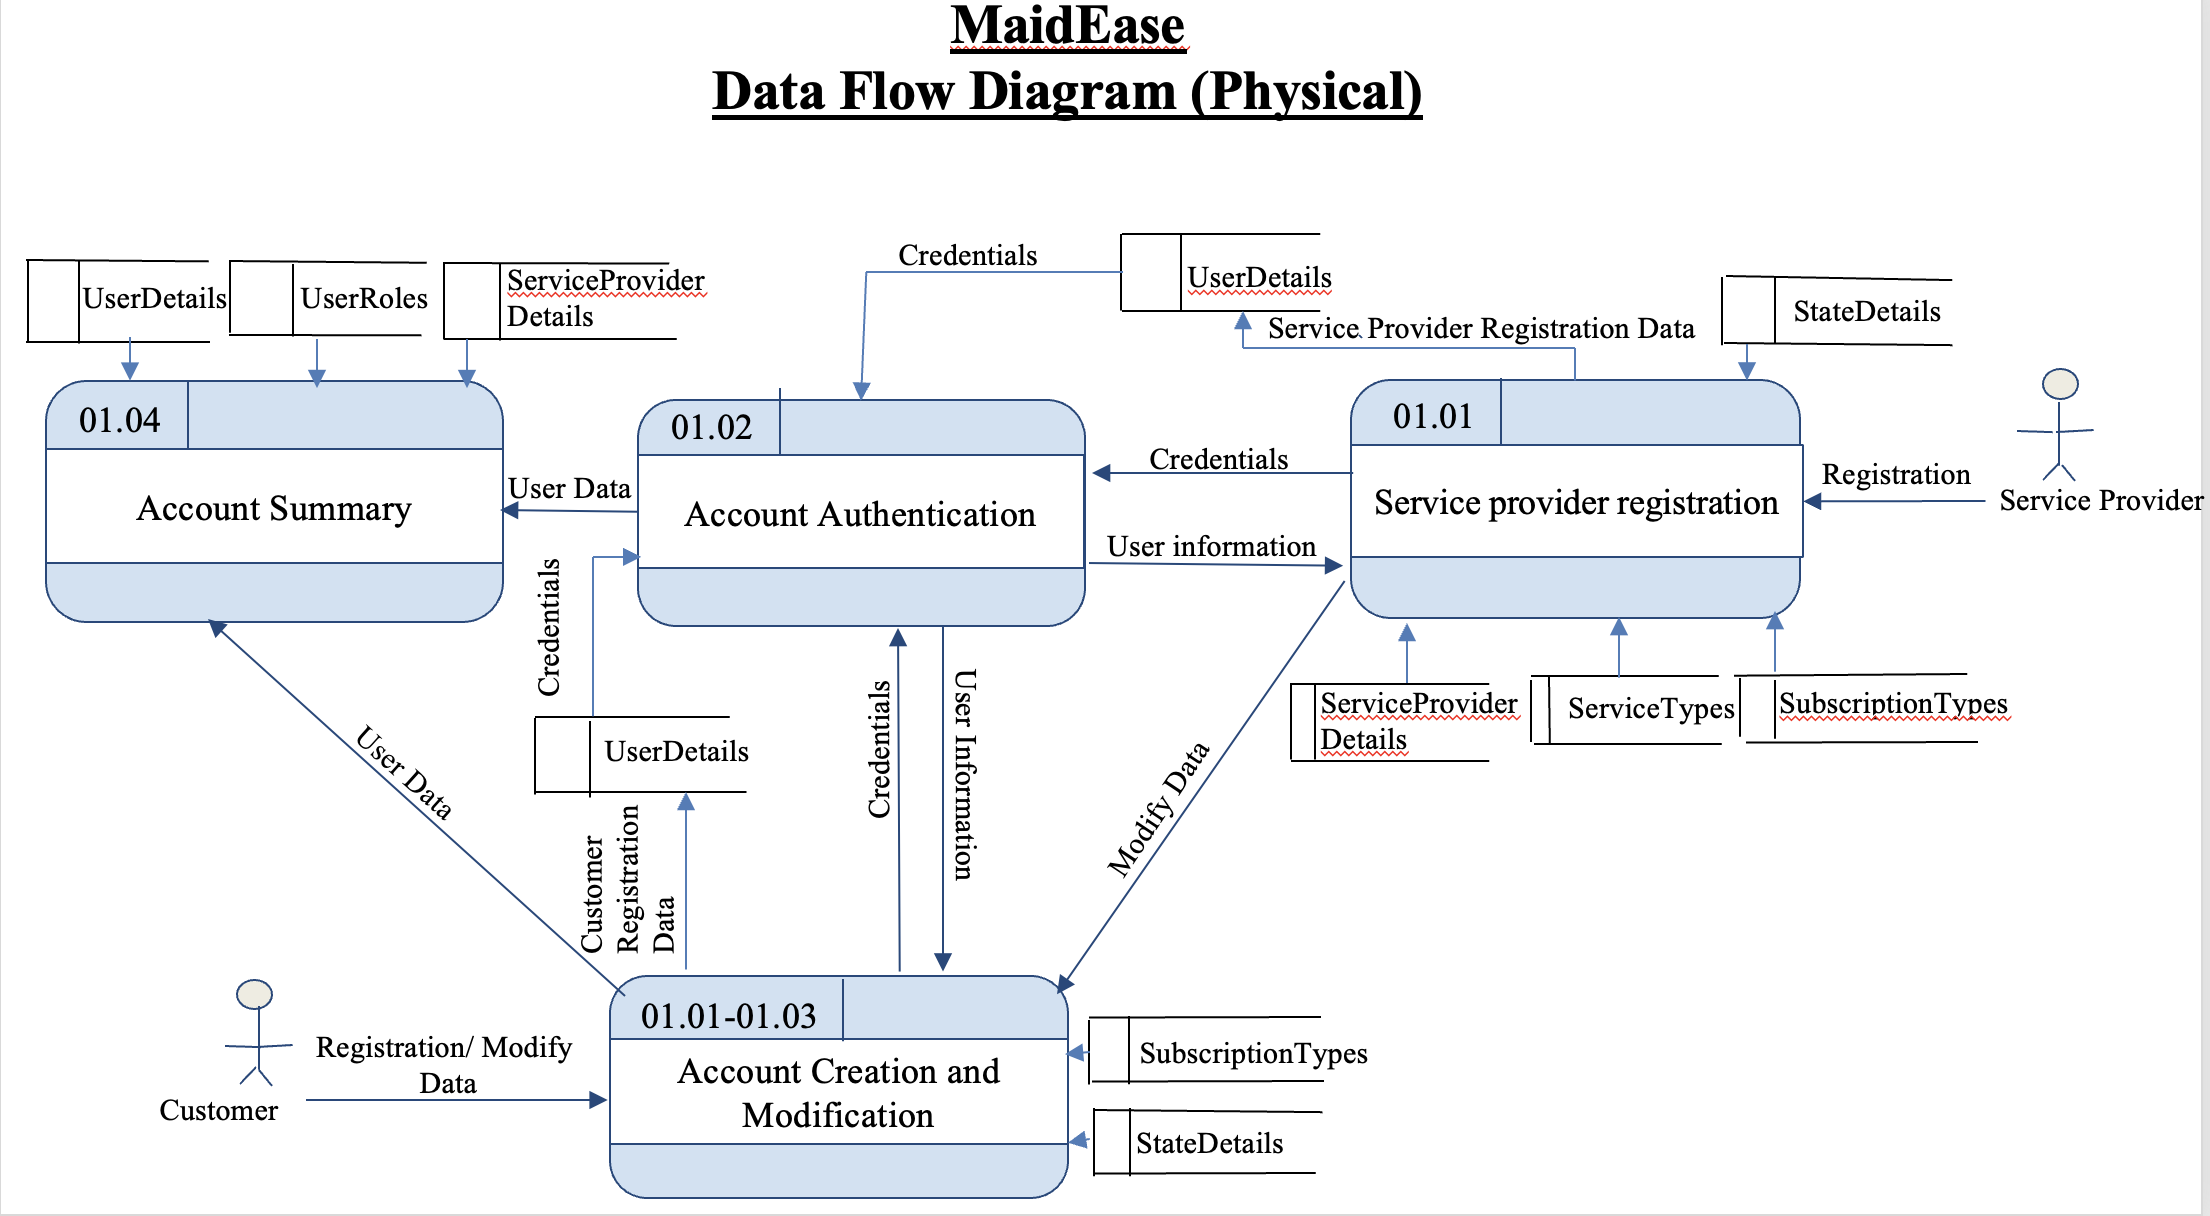 MaidEase
Data Flow Diagram (Physical)
UserDetails
UserRoles
ServiceProvider
Details
Credentials
UserDetails
Service Provider Registration Data
StateDetails
01.04
Account Summary
User Data
01.02
Account Authentication
Credentials
User information
01.01
Service provider registration
Registration
Service Provider
Credentials
UserDetails
Customer
Registration
Data
Credentials
User Information
Modify Data
ServiceProvider
Details
ServiceTypes
SubscriptionTypes
User Data
Customer
Registration/ Modify
Data
01.01-01.03
Account Creation and
Modification
SubscriptionTypes
StateDetails